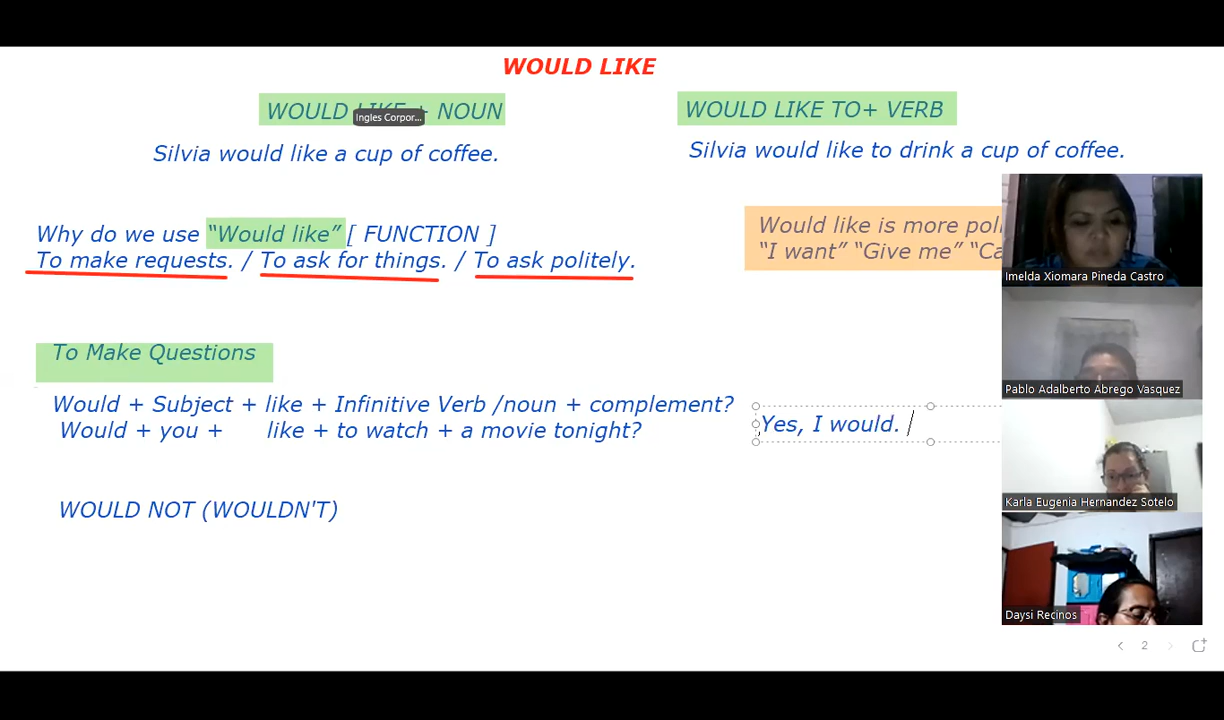 WOULD LIKE
WOULD LIKE + NOUN
Ingles Corpor...
WOULD LIKE TO+ VERB
Silvia would like a cup of coffee.
Silvia would like to drink a cup of coffee.
Why do we use “Would like” [ FUNCTION ]
To make requests. / To ask for things. / To ask politely.
Would like is more
“I want” “Give me”
Imelda Xiomara Pineda Castro
Pablo Adalberto Abrego Vasquez
To Make Questions
Would + Subject + like + Infinitive Verb /noun + complement?
Would + you + like + to watch + a movie tonight?
Yes, I would. /
Karla Eugenia Hernandez Sotelo
WOULD NOT (WOULDN'T)
Daysi Recinos
2